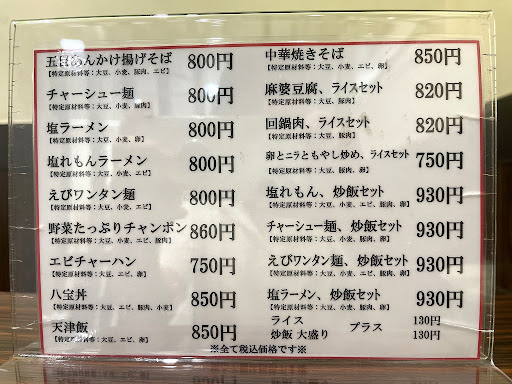 五目あんかけ揚げそば 800円
【特定原材料等：大豆、小麦、豚肉、エビ】
チャーシュー麺 800円
【特定原材料等：大豆、小麦、豚肉】
塩ラーメン 800円
【特定原材料等：大豆、小麦、卵】
塩れもんラーメン 800円
【特定原材料等：大豆、小麦、エビ】
えびワンタン麺 800円
【特定原材料等：大豆、小麦、エビ】
野菜たっぷりチャンポン 860円
【特定原材料等：大豆、小麦、エビ、豚肉】
エビチャーハン 750円
【特定原材料等：大豆、エビ、卵】
八宝丼 850円
【特定原材料等：大豆、エビ、豚肉、小麦】
天津飯 850円
【特定原材料等：大豆、エビ、卵】
中華焼きそば 850円
【特定原材料等：大豆、小麦、エビ、卵】
麻婆豆腐、ライスセット 820円
【特定原材料等：大豆、小麦、豚肉】
回鍋肉、ライスセット 820円
【特定原材料等：大豆、豚肉】
卵とニラともやし炒め、ライスセット 750円
【特定原材料等：大豆、豚肉、卵】
塩れもん、炒飯セット 930円
【特定原材料等：大豆、小麦、エビ、豚肉、卵】
チャーシュー麺、炒飯セット 930円
【特定原材料等：大豆、小麦、豚肉、卵】
えびワンタン麺、炒飯セット 930円
【特定原材料等：大豆、小麦、エビ、豚肉、卵】
塩ラーメン、炒飯セット 930円
【特定原材料等：大豆、小麦、豚肉、卵】
ライス プラス 130円
炒飯 大盛り 130円
※全て税込価格です※